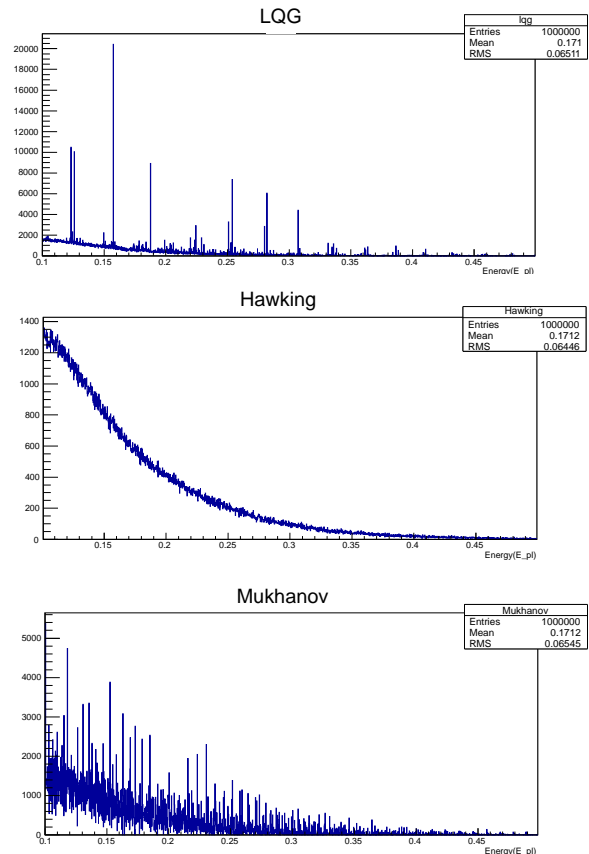 LQG
lqg
Entries 1000000
Mean 0.171
RMS 0.06511
20000
18000
16000
14000
12000
10000
8000
6000
4000
2000
0
0.1 0.15 0.2 0.25 0.3 0.35 0.4 0.45
Energy(E_pl)
Hawking
Hawking
Entries 1000000
Mean 0.1712
RMS 0.06446
1400
1200
1000
800
600
400
200
0
0.15 0.2 0.25 0.3 0.35 0.4 0.45
Energy(E_pl)
Mukhanov
Mukhanov
Entries 1000000
Mean 0.1712
RMS 0.06545
5000
4000
3000
2000
1000
0
0.1 0.15 0.2 0.25 0.3 0.35 0.4 0.45
Energy(E_pl)